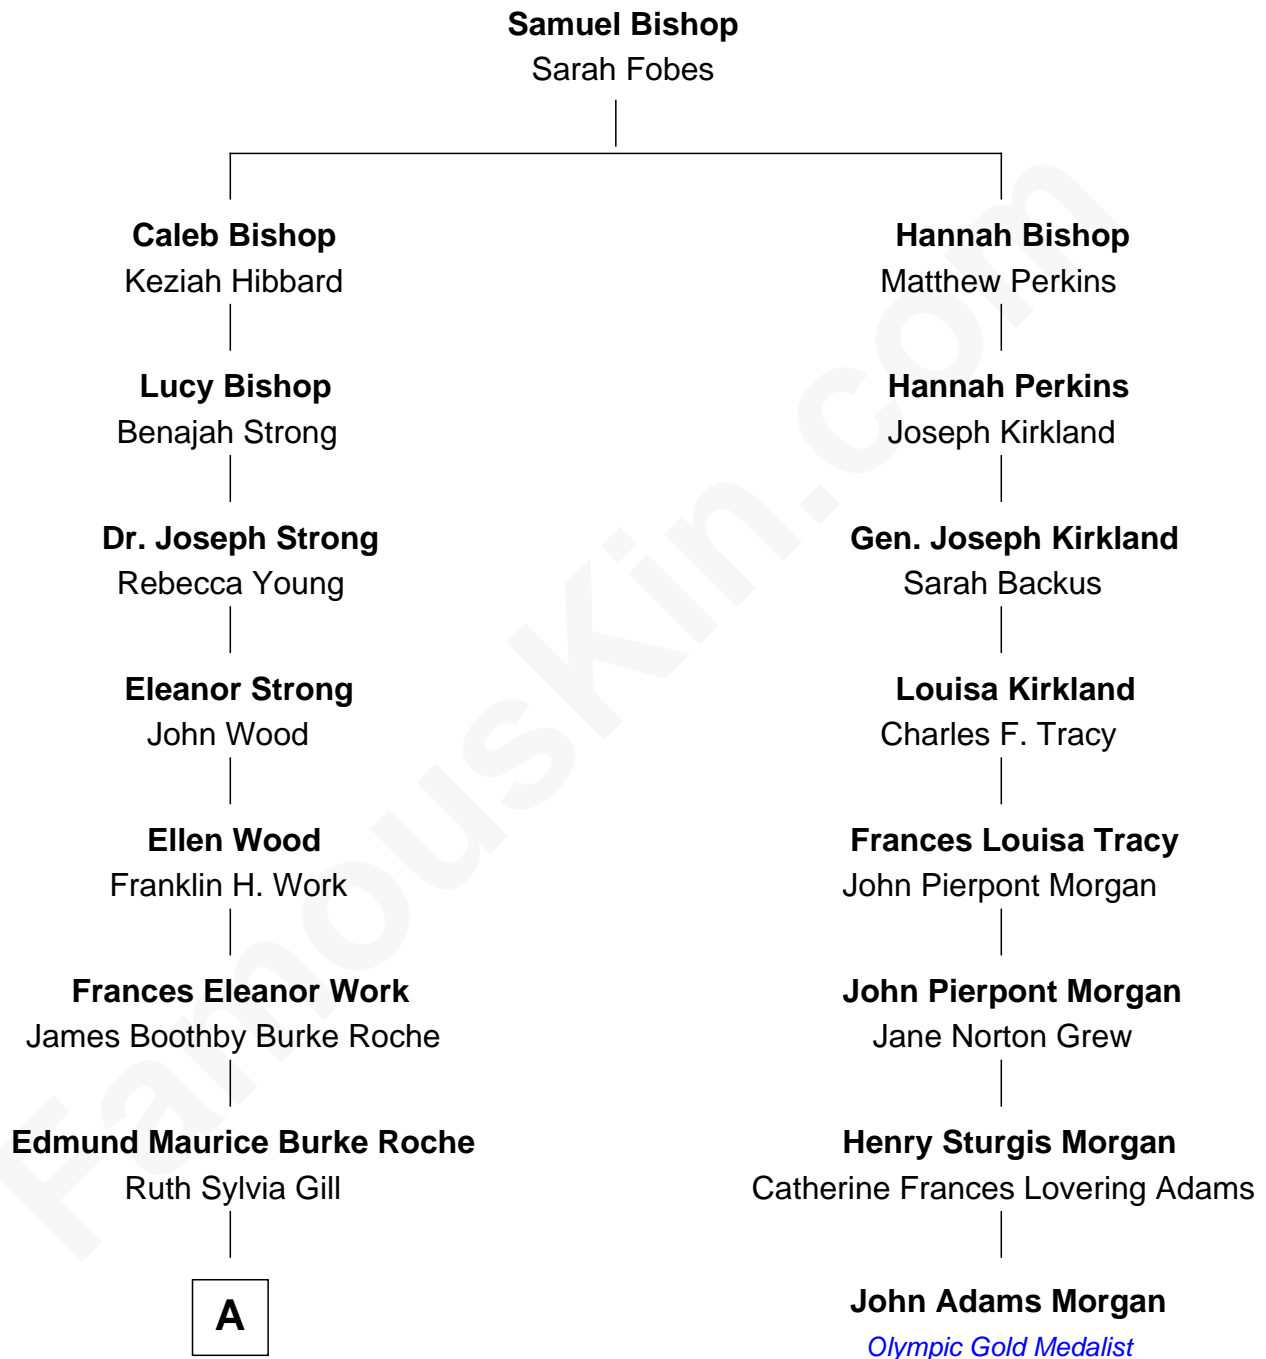 Samuel Bishop
Sarah Fobes
Caleb Bishop
Keziah Hibbard
Lucy Bishop
Benajah Strong
Dr. Joseph Strong
Rebecca Young
Eleanor Strong
John Wood
Ellen Wood
Franklin H. Work
Frances Eleanor Work
James Boothby Burke Roche
Edmund Maurice Burke Roche
Ruth Sylvia Gill
A
Hannah Bishop
Matthew Perkins
Hannah Perkins
Joseph Kirkland
Gen. Joseph Kirkland
Sarah Backus
Louisa Kirkland
Charles F. Tracy
Frances Louisa Tracy
John Pierpont Morgan
John Pierpont Morgan
Jane Norton Grew
Henry Sturgis Morgan
Catherine Frances Lovering Adams
John Adams Morgan
Olympic Gold Medalist
FamousKin.com